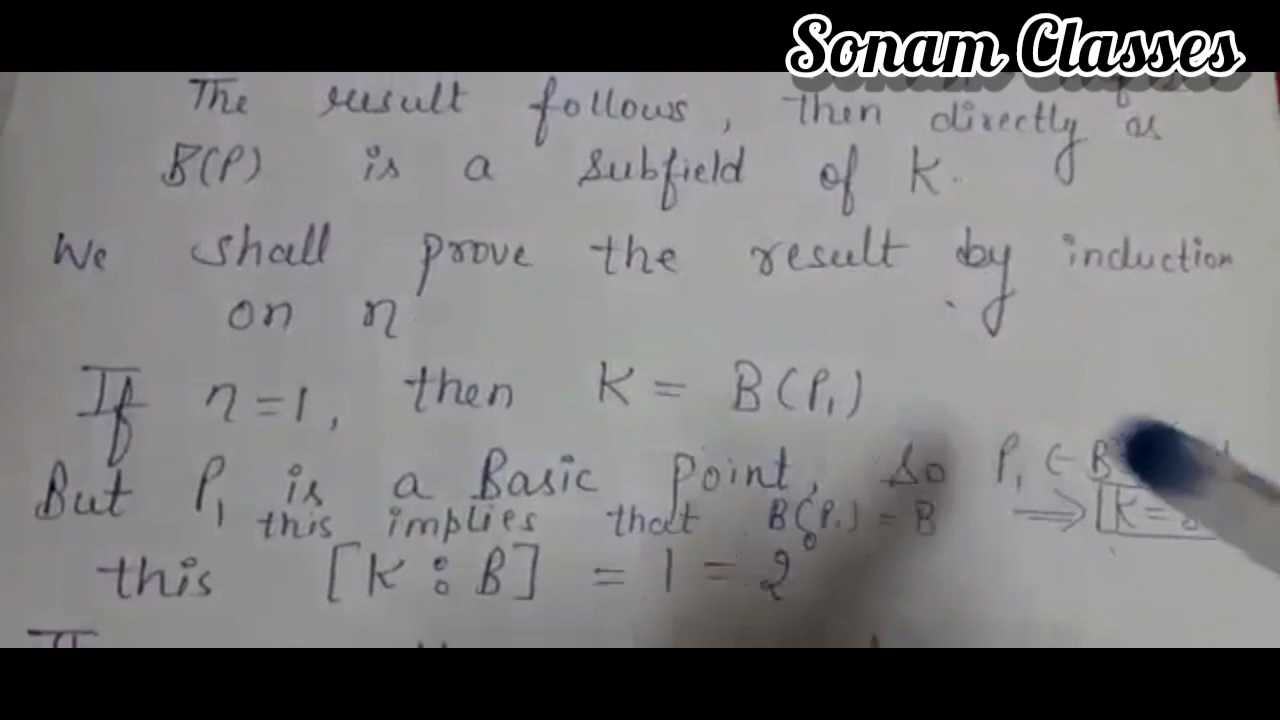 Sonam Classes
The result follows, then directly as
B(P) is a subfield of K.
We shall prove the result by induction
on n
If n=1, then K = B(P₁)
But P₁ is a Basic point, so P₁ ∈ B
this implies that B(P₁) = B ⟹ K =
this [K : B] = 1 = 2⁰